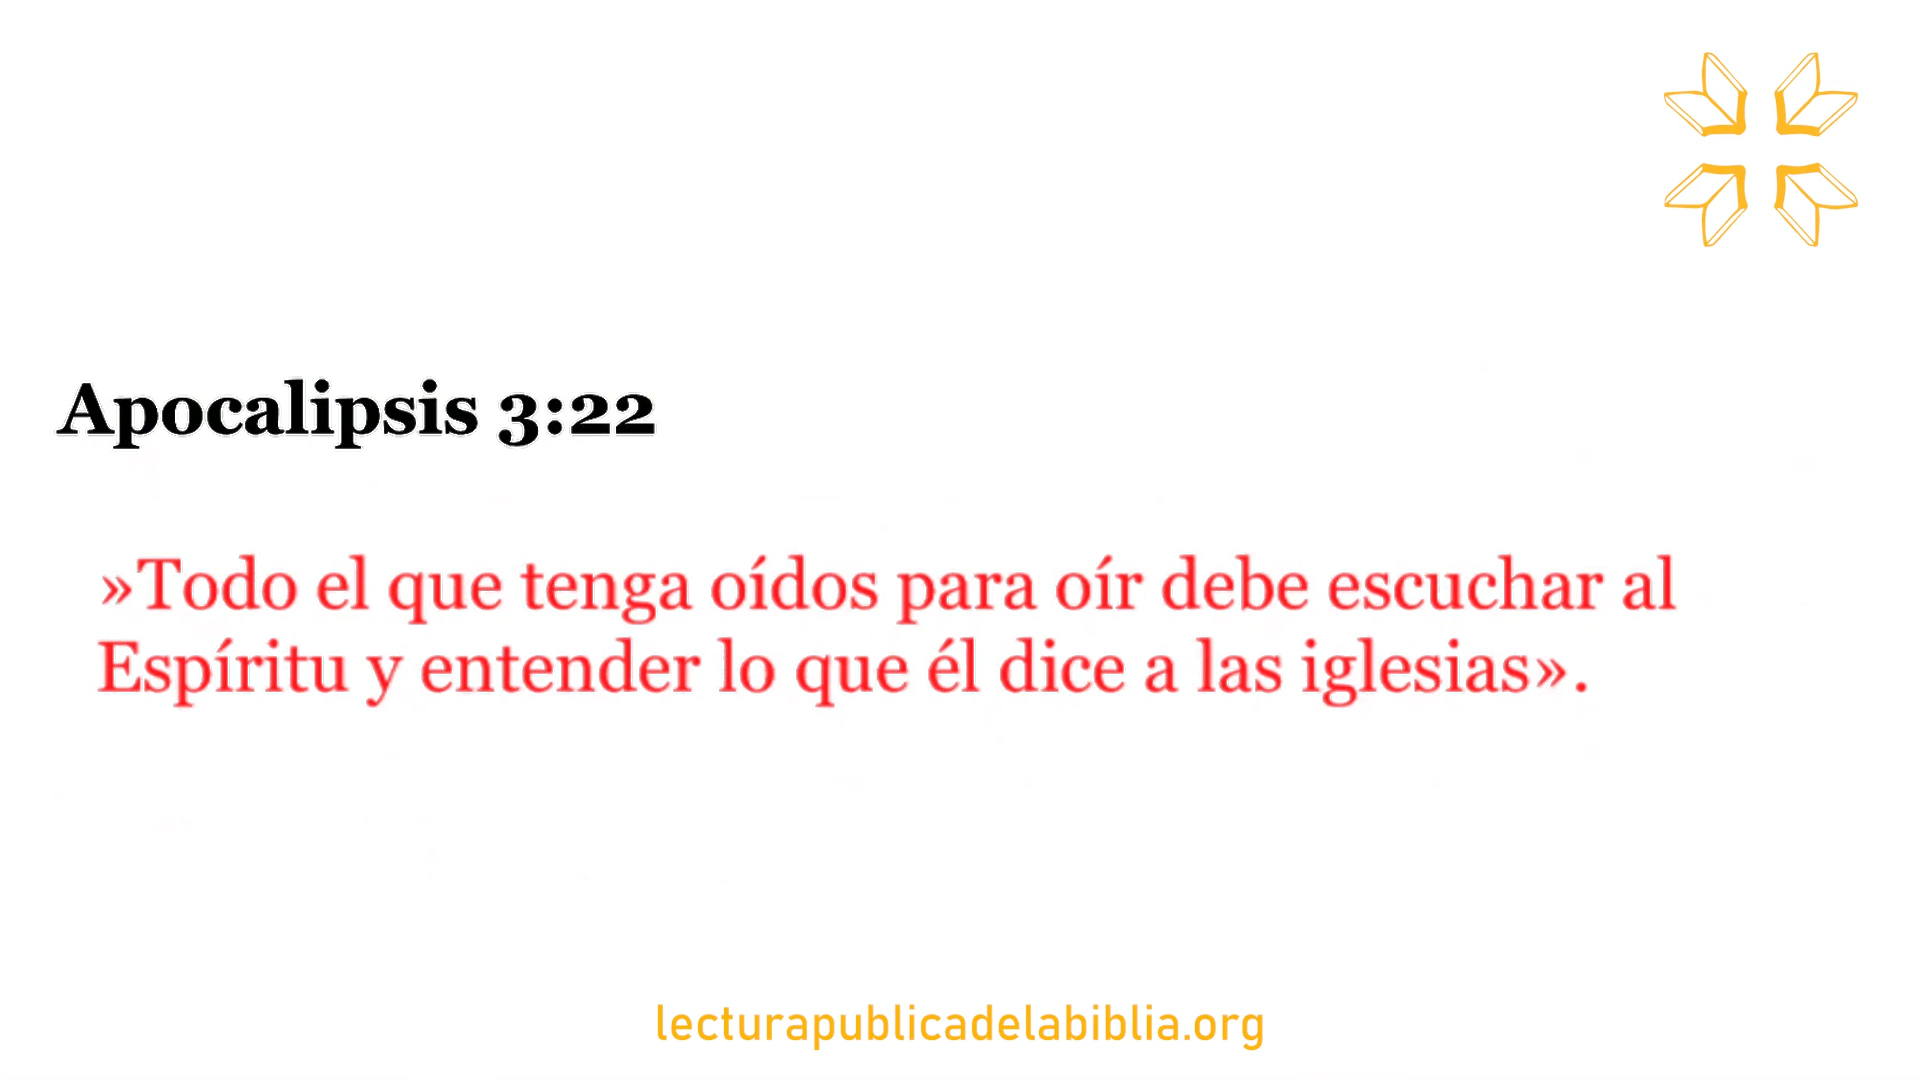 Apocalipsis 3:22
»Todo el que tenga oídos para oír debe escuchar al
Espíritu y entender lo que él dice a las iglesias».
lecturapublicadelabiblia.org